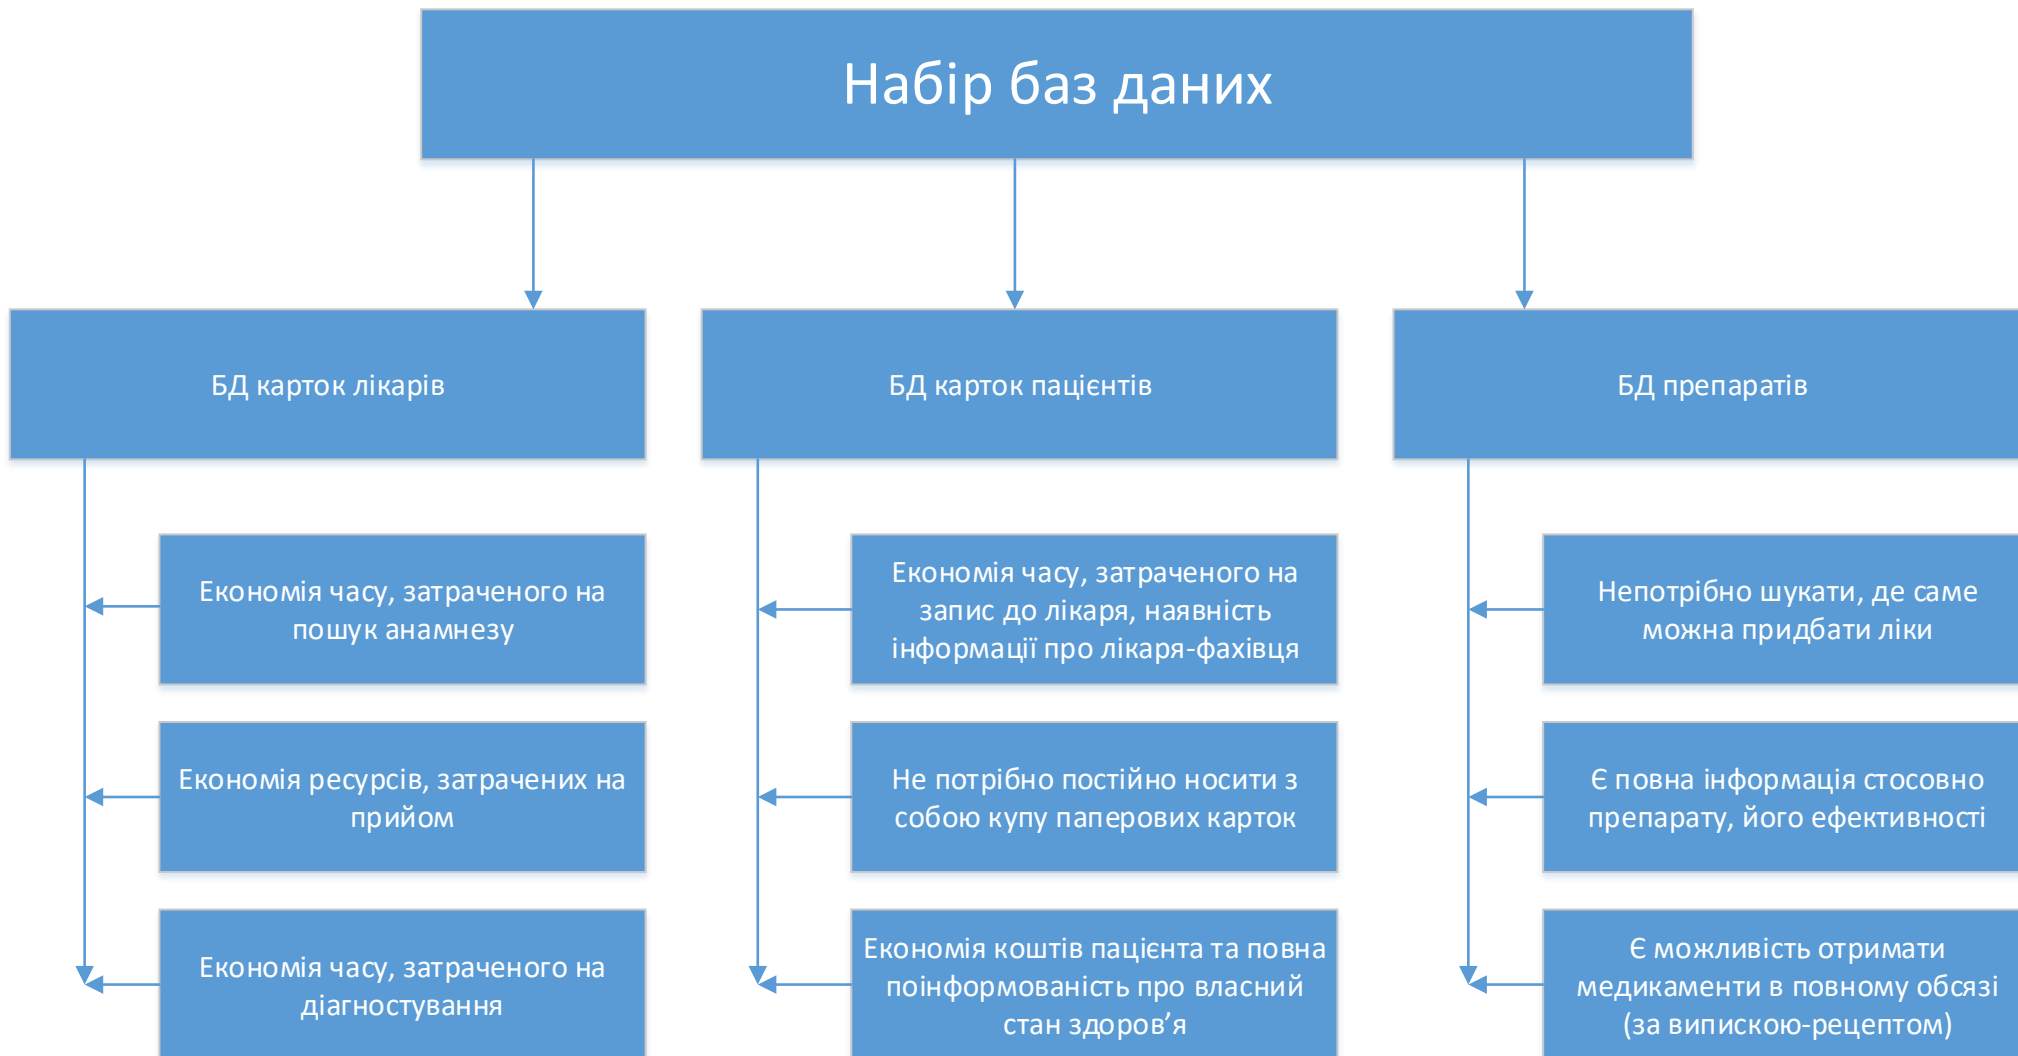 Набір баз даних
БД карток лікарів
БД карток пацієнтів
БД препаратів
Економія часу, затраченого на
пошук анамнезу
Економія ресурсів, затрачених на
прийом
Економія часу, затраченого на
діагностування
Економія часу, затраченого на
запис до лікаря, наявність
інформації про лікаря-фахівця
Не потрібно постійно носити з
собою купу паперових карток
Економія коштів пацієнта та повна
поінформованість про власний
стан здоров’я
Непотрібно шукати, де саме
можна придбати ліки
Є повна інформація стосовно
препарату, його ефективності
Є можливість отримати
медикаменти в повному обсязі
(за випискою-рецептом)